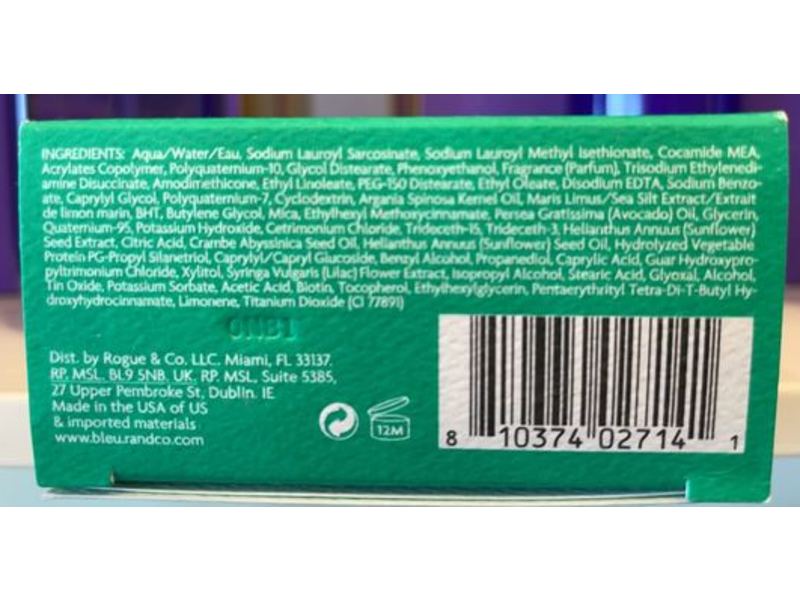 INGREDIENTS: Aqua/Water/Eau, Sodium Lauroyl Sarcosinate, Sodium Lauroyl Methyl Isethionate, Cocamide MEA,
Acrylates Copolymer, Polyquaternium-10, Glycol Distearate, Phenoxyethanol, Fragrance (Parfum), Trisodium Ethylenedi-
amine Disuccinate, Amodimethicone, Ethyl Linoleate, PEG-150 Distearate, Ethyl Oleate, Disodium EDTA, Sodium Benzo-
ate, Caprylyl Glycol, Polyquaternium-7, Cyclodextrin, Argania Spinosa Kernel Oil, Maris Limus/Sea Silt Extract/Extrait
de limon marin, BHT, Butylene Glycol, Mica, Ethylhexyl Methoxycinnamate, Persea Gratissima (Avocado) Oil, Glycerin,
Quaternium-95, Potassium Hydroxide, Cetrimonium Chloride, Trideceth-15, Trideceth-3, Helianthus Annuus (Sunflower)
Seed Extract, Citric Acid, Crambe Abyssinica Seed Oil, Helianthus Annuus (Sunflower) Seed Oil, Hydrolyzed Vegetable
Protein PG-Propyl Silanetriol, Caprylyl/Capryl Glucoside, Benzyl Alcohol, Propanediol, Caprylic Acid, Guar Hydroxypro-
pyltrimonium Chloride, Xylitol, Syringa Vulgaris (Lilac) Flower Extract, Isopropyl Alcohol, Stearic Acid, Glyoxal, Alcohol,
Tin Oxide, Potassium Sorbate, Acetic Acid, Biotin, Tocopherol, Ethylhexylglycerin, Pentaerythrityl Tetra-Di-T-Butyl Hy-
droxyhydrocinnamate, Limonene, Titanium Dioxide (CI 77891)
0NB1
Dist. by Rogue & Co. LLC. Miami, FL 33137.
RP. MSL. BL9 5NB. UK. RP. MSL, Suite 5385,
27 Upper Pembroke St, Dublin. IE
Made in the USA of US
& imported materials
www.bleu.randco.com
12M
8 10374 02714 1